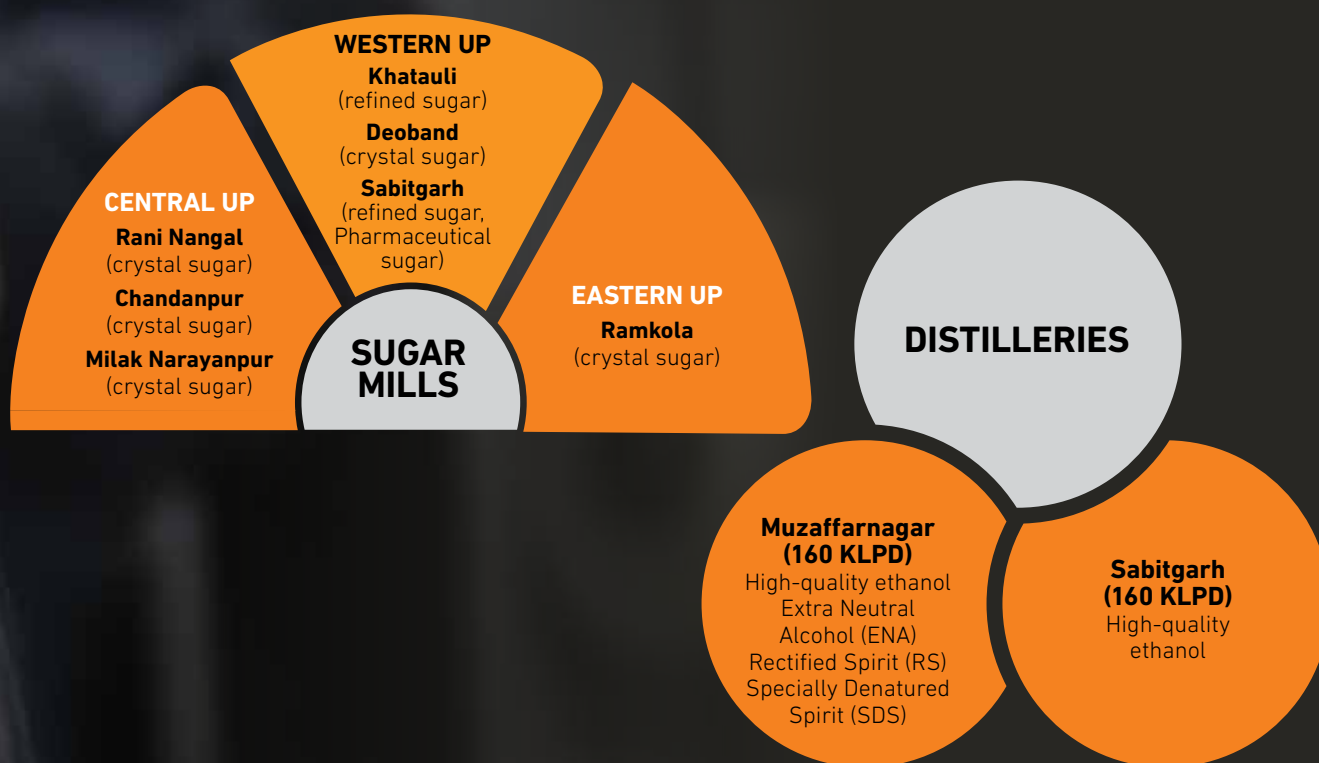 CENTRAL UP
Rani Nangal
(crystal sugar)
Chandanpur
(crystal sugar)
Milak Narayanpur
(crystal sugar)
WESTERN UP
Khatauli
(refined sugar)
Deoband
(crystal sugar)
Sabitgarh
(refined sugar,
Pharmaceutical
sugar)
EASTERN UP
Ramkola
(crystal sugar)
SUGAR
MILLS
DISTILLERIES
Muzaffarnagar
(160 KLPD)
High-quality ethanol
Extra Neutral
Alcohol (ENA)
Rectified Spirit (RS)
Specially Denatured
Spirit (SDS)
Sabitgarh
(160 KLPD)
High-quality
ethanol